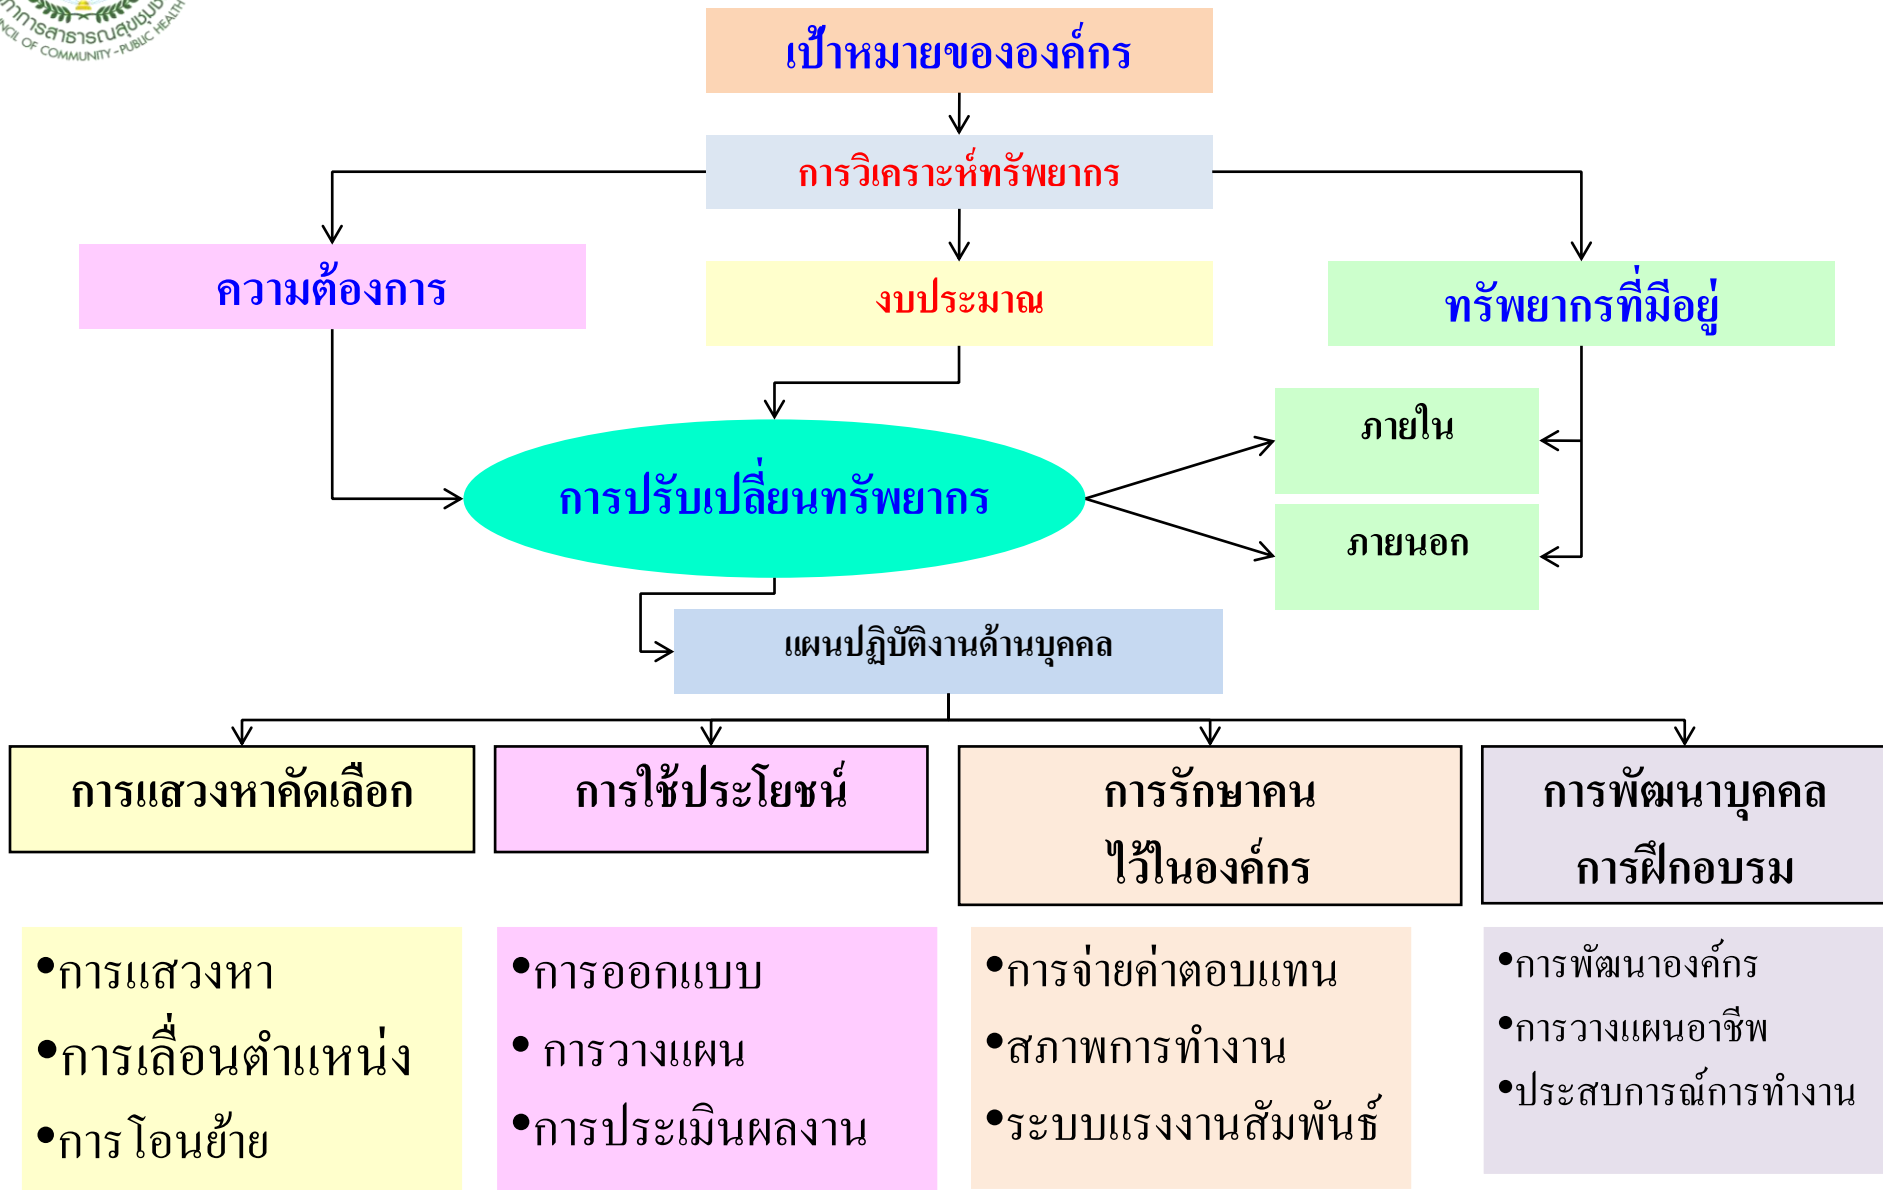 สาธารณสุขชุมช
OF COMMUNITY - PUBLIC HEALTH
เป้าหมายขององค์กร
การวิเคราะห์ทรัพยากร
ความต้องการ
งบประมาณ
ทรัพยากรที่มีอยู่
ภายใน
การปรับเปลี่ยนทรัพยากร
ภายนอก
แผนปฏิบัติงานด้านบุคคล
การแสวงหาคัดเลือก
การใช้ประโยชน์
การรักษาคน
ไว้ในองค์กร
การพัฒนาบุคคล
การฝึกอบรม
•การแสวงหา
•การเลื่อนตำแหน่ง
•การโอนย้าย
•การออกแบบ
• การวางแผน
•การประเมินผลงาน
•การจ่ายค่าตอบแทน
•สภาพการทำงาน
•ระบบแรงงานสัมพันธ์
•การพัฒนาองค์กร
•การวางแผนอาชีพ
•ประสบการณ์การทำงาน